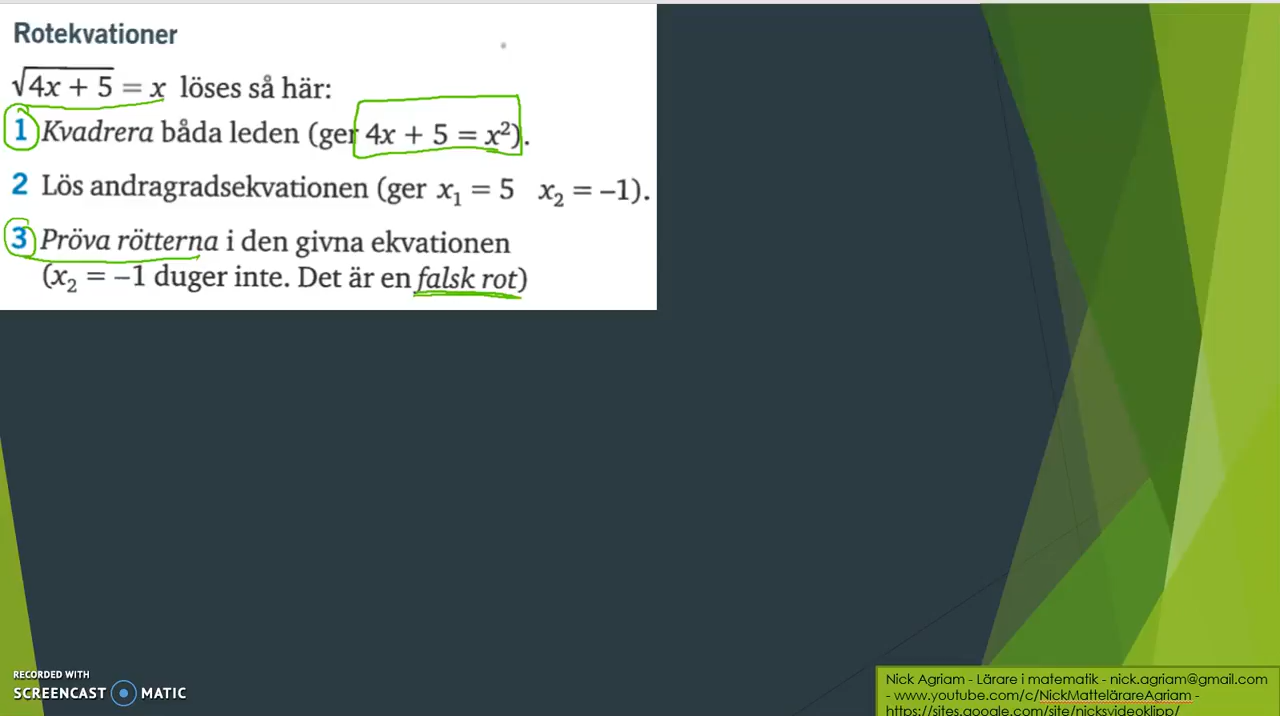 Rotekvationer
√4x + 5 = x löses så här:
1 Kvadrera båda leden (ger 4x + 5 = x²).
2 Lös andragradsekvationen (ger x₁ = 5 x₂ = –1).
3 Pröva rötterna i den givna ekvationen
(x₂ = –1 duger inte. Det är en falsk rot)
RECORDED WITH
SCREENCAST MATIC
Nick Agriam - Lärare i matematik - nick.agriam@gmail.com
- www.youtube.com/c/NickMattelärareAgriam -
https://sites.google.com/site/nicksvideoklipp/